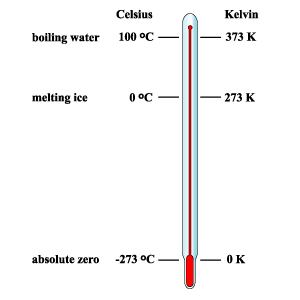 Celsius Kelvin
boiling water 100 ºC 373 K
melting ice 0 ºC 273 K
absolute zero -273 ºC 0 K